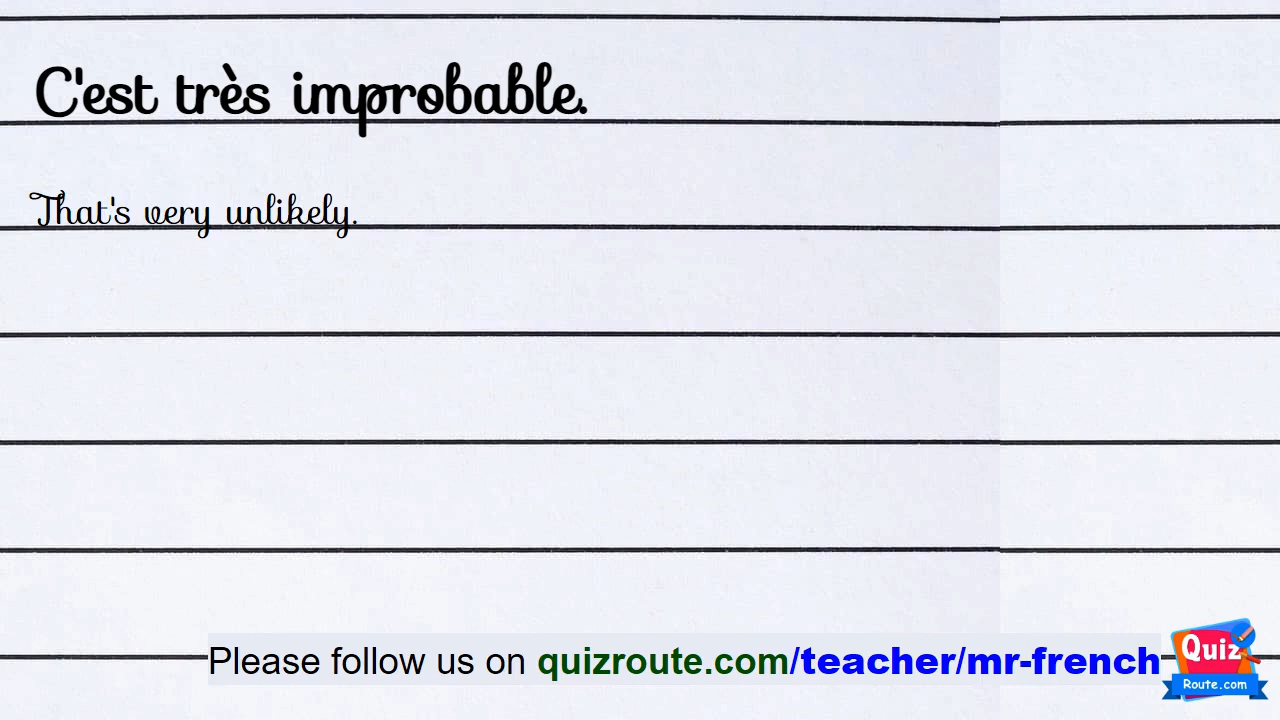 C'est très improbable.
That's very unlikely.
Please follow us on quizroute.com/teacher/mr-french
Quiz
Route.com